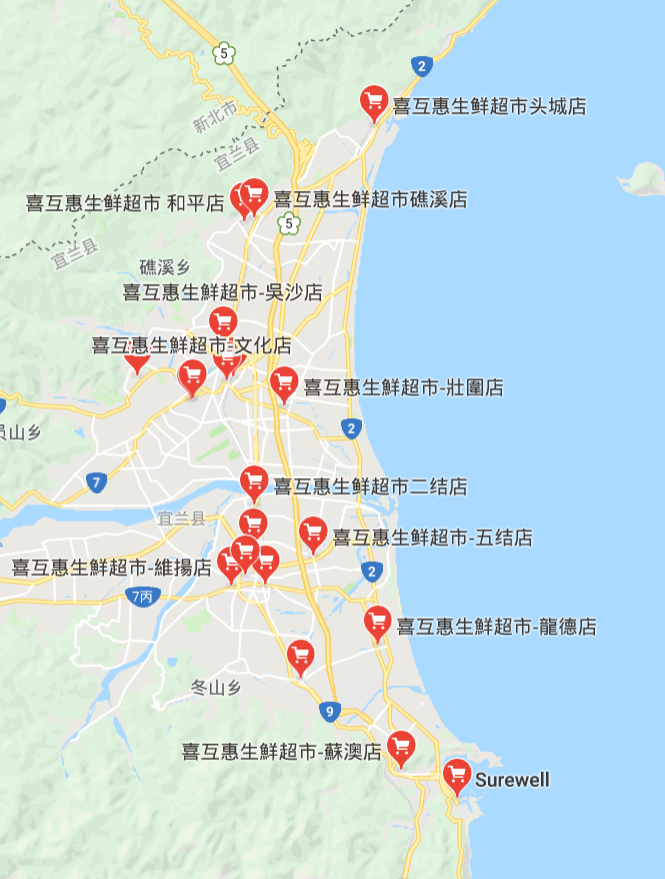 5
2
喜互惠生鲜超市头城店
新北市
宜兰县
喜互惠生鲜超市 和平店
喜互惠生鲜超市礁溪店
5
宜兰县
礁溪乡
喜互惠生鮮超市-吳沙店
喜互惠生鮮超市-文化店
喜互惠生鮮超市-壯圍店
2
员山乡
7
喜互惠生鲜超市二结店
宜兰县
喜互惠生鲜超市-五结店
喜互惠生鮮超市-維揚店
2
7丙
喜互惠生鮮超市-龍德店
冬山乡
9
喜互惠生鮮超市-蘇澳店
Surewell